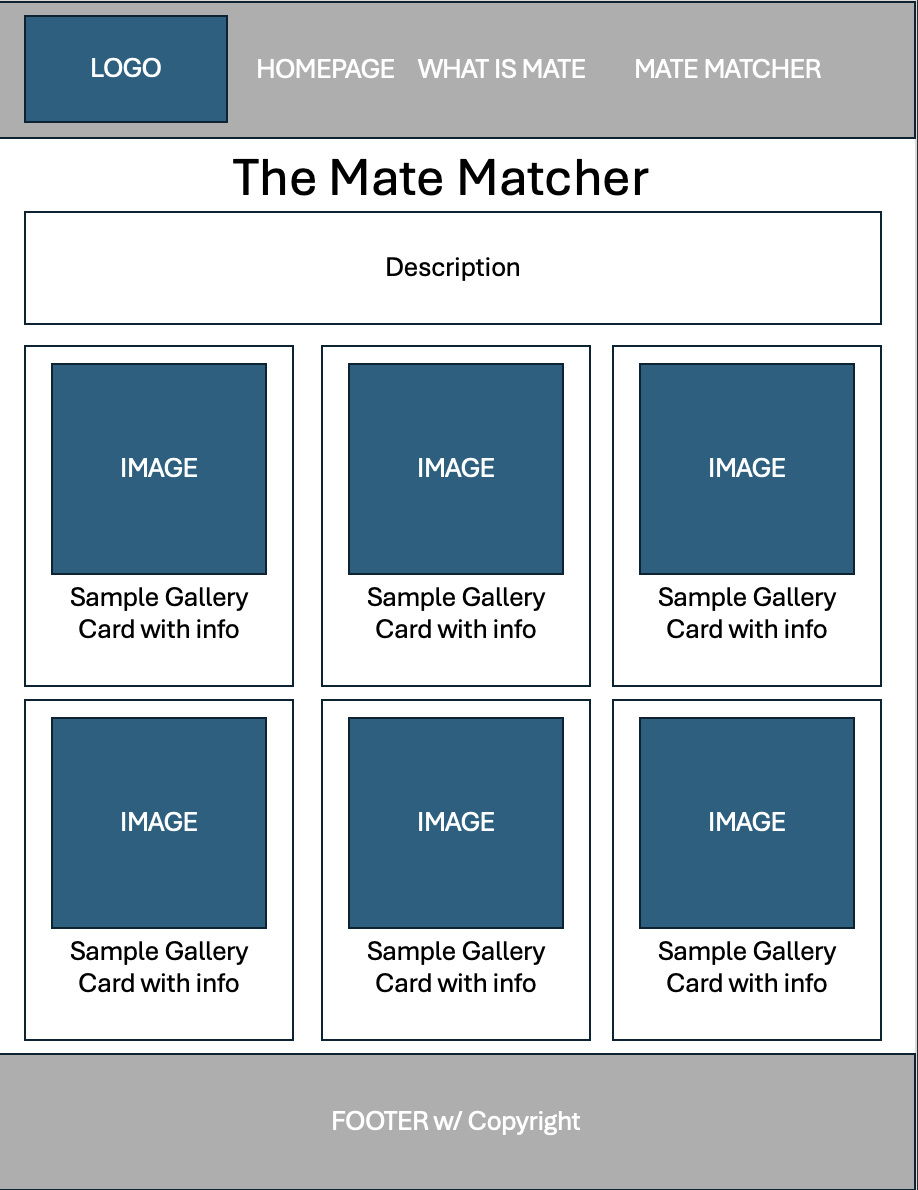 LOGO
HOMEPAGE WHAT IS MATE MATE MATCHER
The Mate Matcher
Description
IMAGE
Sample Gallery
Card with info
IMAGE
Sample Gallery
Card with info
IMAGE
Sample Gallery
Card with info
IMAGE
Sample Gallery
Card with info
IMAGE
Sample Gallery
Card with info
IMAGE
Sample Gallery
Card with info
FOOTER w/ Copyright